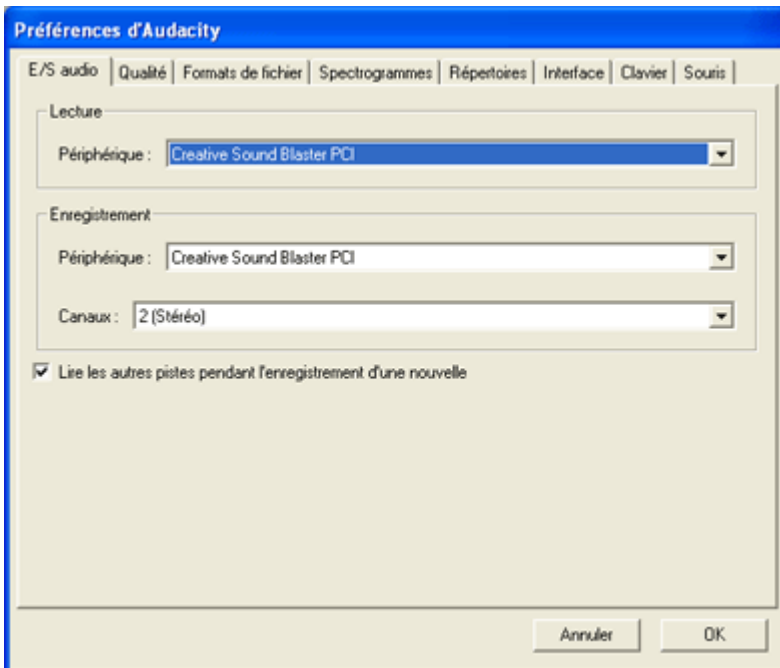 Préférences d'Audacity
E/S audio Qualité Formats de fichier Spectrogrammes Répertoires Interface Clavier Souris
Lecture
Périphérique : Creative Sound Blaster PCI
Enregistrement
Périphérique : Creative Sound Blaster PCI
Canaux : 2 (Stéréo)
Lire les autres pistes pendant l'enregistrement d'une nouvelle
Annuler OK